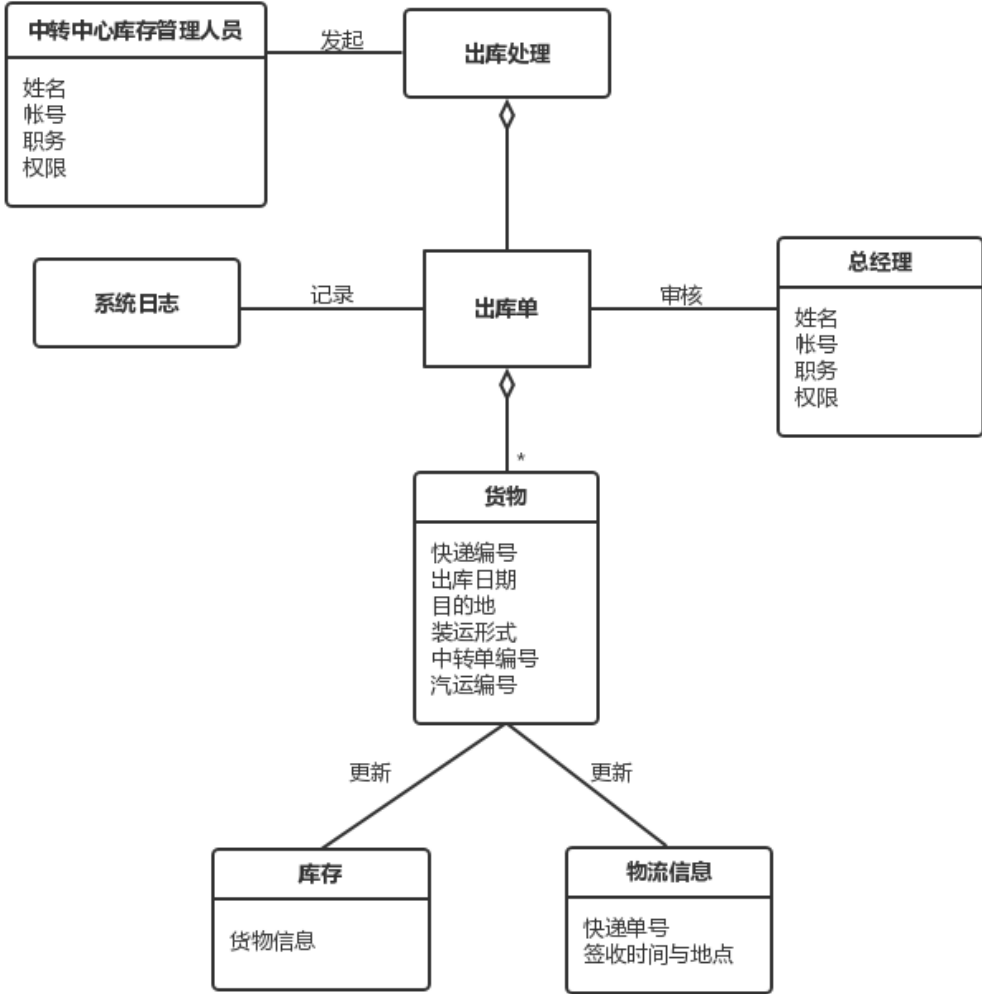 中转中心库存管理人员
姓名
帐号
职务
权限
发起
出库处理
系统日志
记录
出库单
审核
总经理
姓名
帐号
职务
权限
*
货物
快递编号
出库日期
目的地
装运形式
中转单编号
汽运编号
更新
更新
库存
货物信息
物流信息
快递单号
签收时间与地点